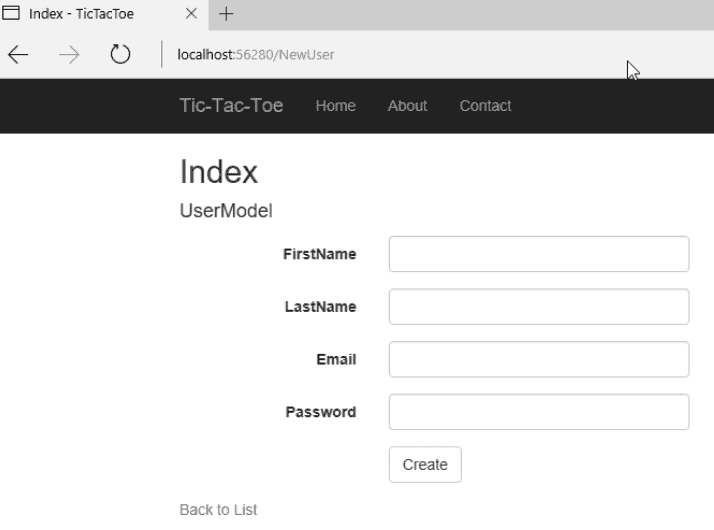 Index - TicTacToe
localhost:56280/NewUser
Tic-Tac-Toe Home About Contact
Index
UserModel
FirstName
LastName
Email
Password
Create
Back to List